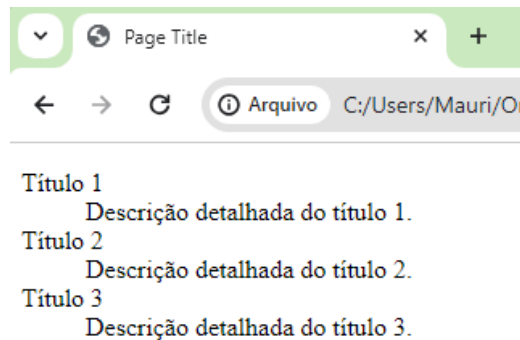 Page Title
Arquivo C:/Users/Mauri/
Título 1
Descrição detalhada do título 1.
Título 2
Descrição detalhada do título 2.
Título 3
Descrição detalhada do título 3.